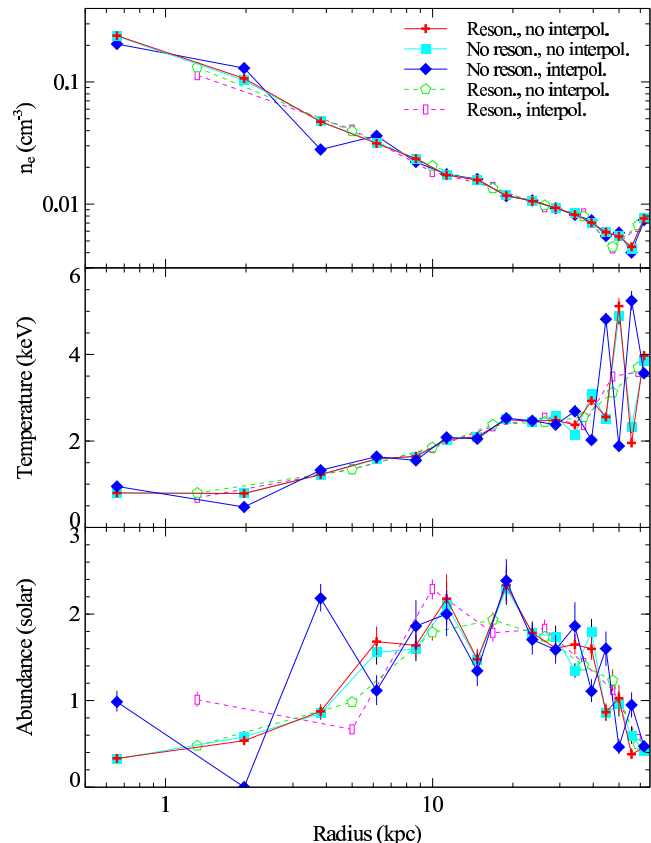 Reson., no interpol.
No reson., no interpol.
No reson., interpol.
Reson., no interpol.
Reson., interpol.
0.1
0.01
n_e (cm⁻³)
6
4
2
0
Temperature (keV)
3
2
1
0
Abundance (solar)
1
10
Radius (kpc)